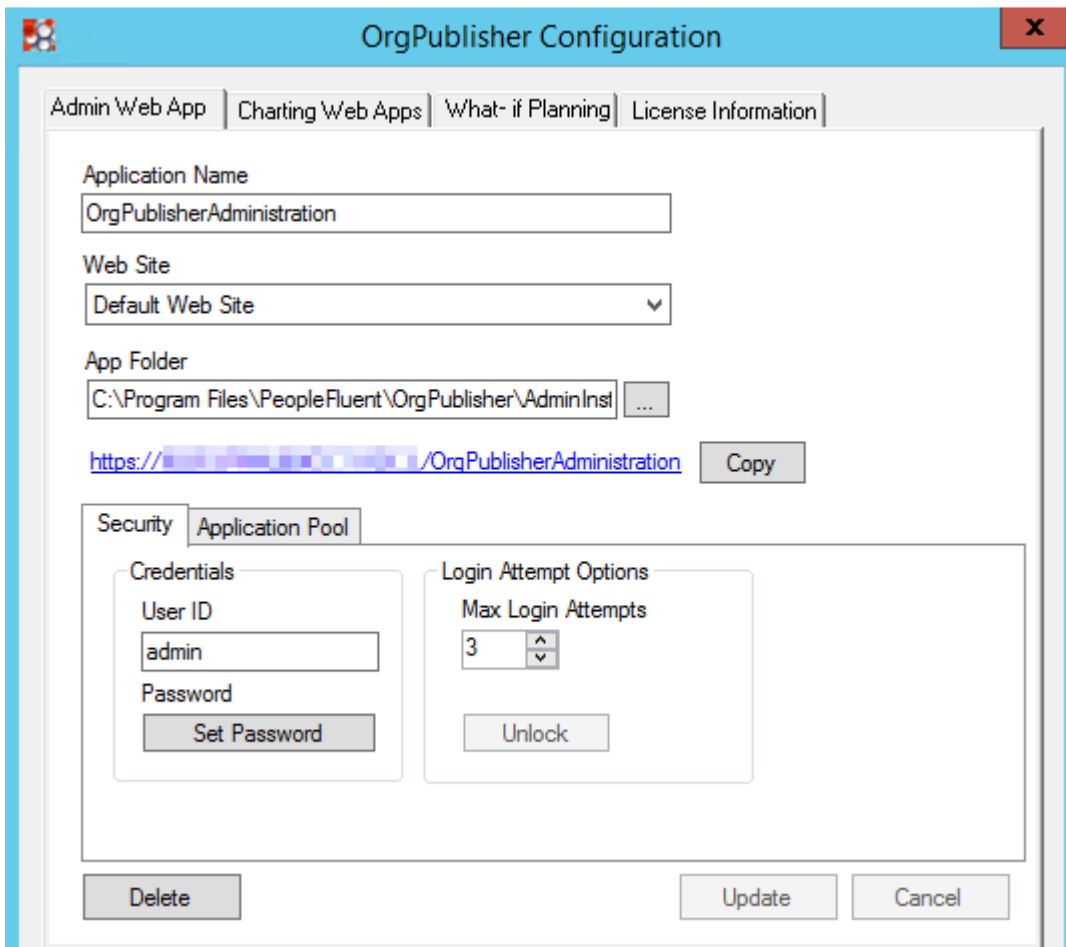 OrgPublisher Configuration
x
Admin Web App Charting Web Apps What- if Planning License Information
Application Name
OrgPublisherAdministration
Web Site
Default Web Site
App Folder
C:\Program Files\PeopleFluent\OrgPublisher\AdminInst ...
https:// /OrgPublisherAdministration Copy
Security Application Pool
Credentials Login Attempt Options
User ID Max Login Attempts
admin 3
Password
Set Password Unlock
Delete Update Cancel